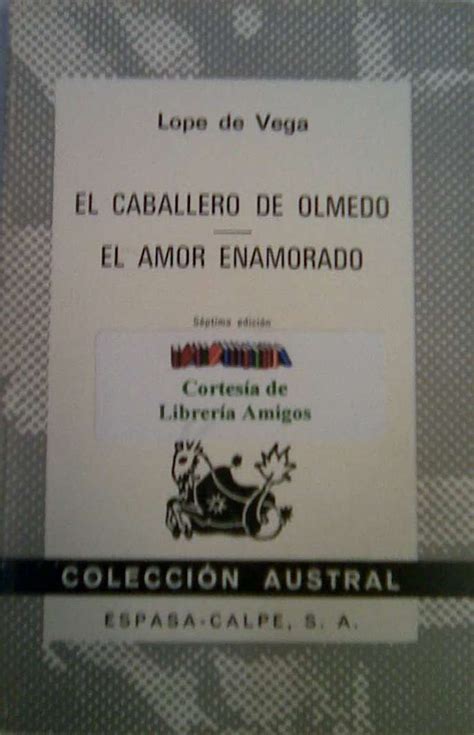 Lope de Vega
EL CABALLERO DE OLMEDO
EL AMOR ENAMORADO
Séptima edición
Cortesía de
Librería Amigos
COLECCIÓN AUSTRAL
ESPASA-CALPE, S. A.